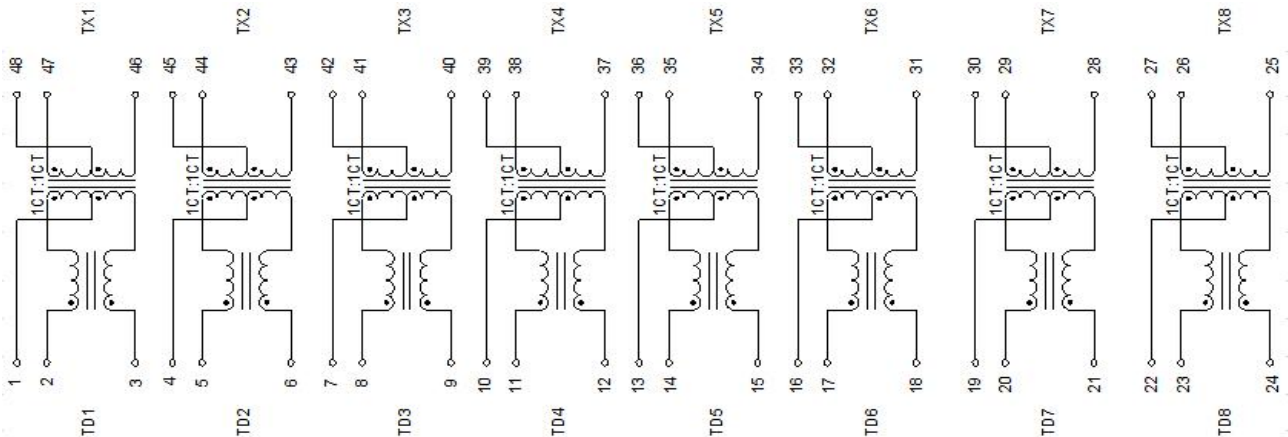 TX1 TX2 TX3 TX4 TX5 TX6 TX7 TX8
48 47 46 45 44 43 42 41 40 39 38 37 36 35 34 33 32 31 30 29 28 27 26 25
1CT:1CT 1CT:1CT 1CT:1CT 1CT:1CT 1CT:1CT 1CT:1CT 1CT:1CT 1CT:1CT
1 2 3 4 5 6 7 8 9 10 11 12 13 14 15 16 17 18 19 20 21 22 23 24
TD1 TD2 TD3 TD4 TD5 TD6 TD7 TD8